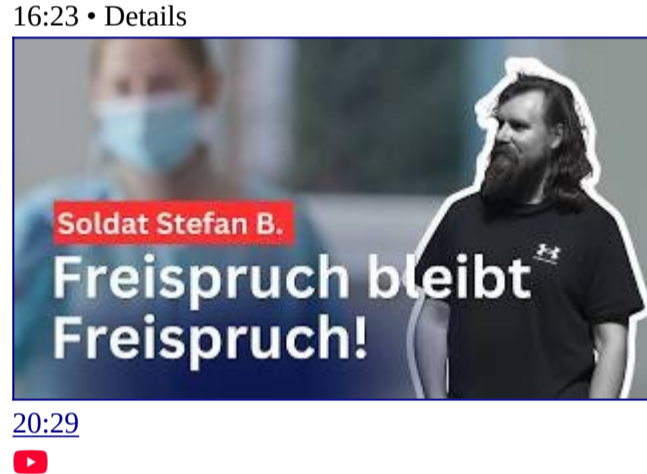 16:23 • Details
Soldat Stefan B.
Freispruch bleibt
Freispruch!
20:29